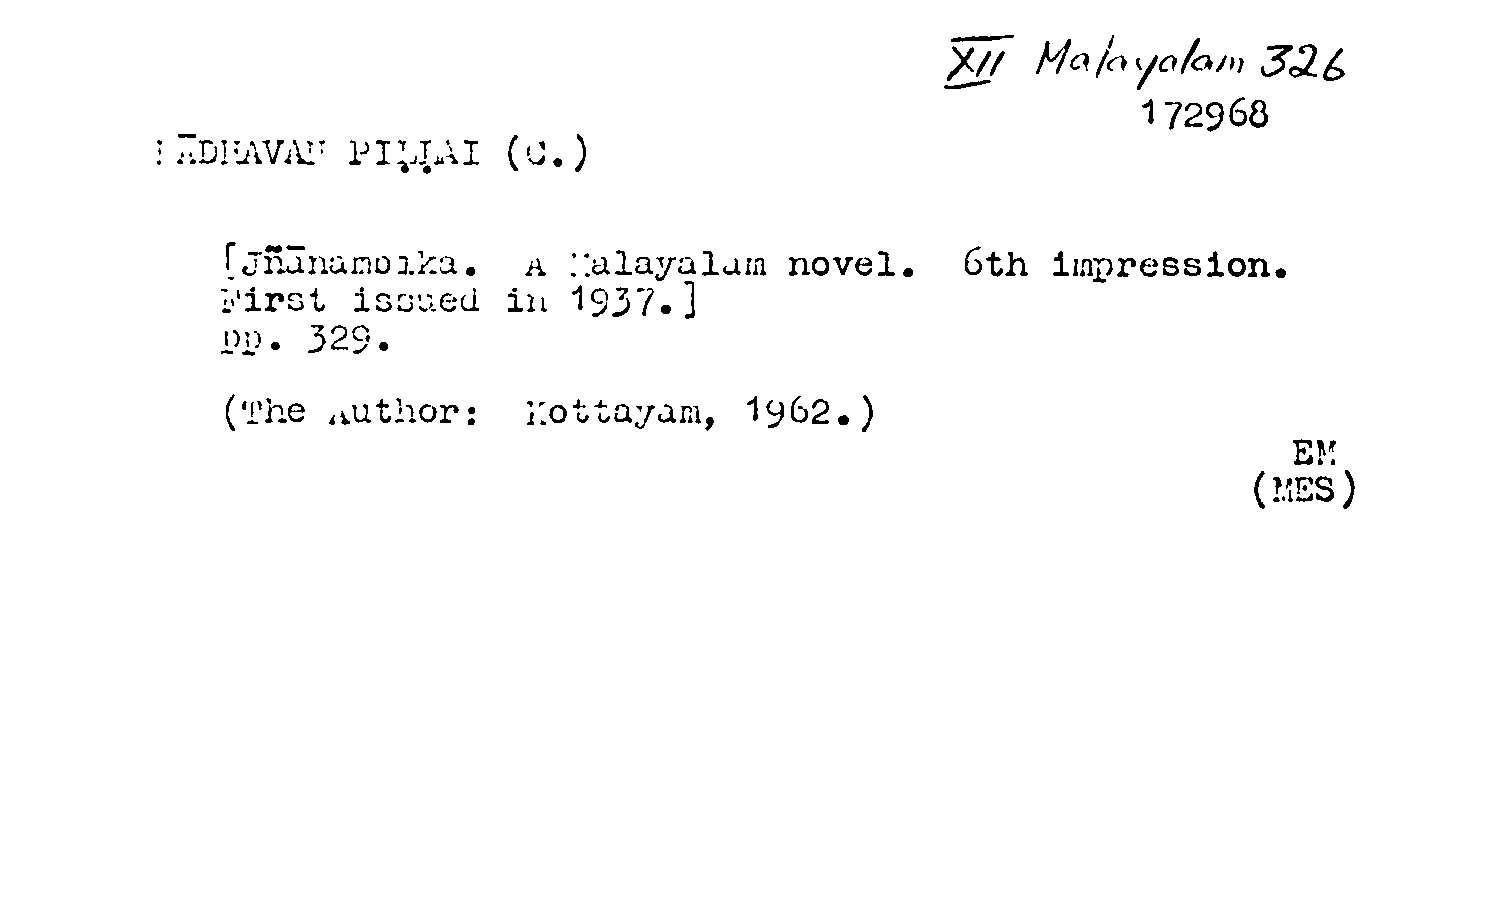 XII Malayalam 326
172968
MĀDHAVAN PIḶḶAI (C.)
[Jñānambika. A Malayalam novel. 6th impression.
First issued in 1937.]
pp. 329.
(The Author: Kottayam, 1962.)
EM
(MES)